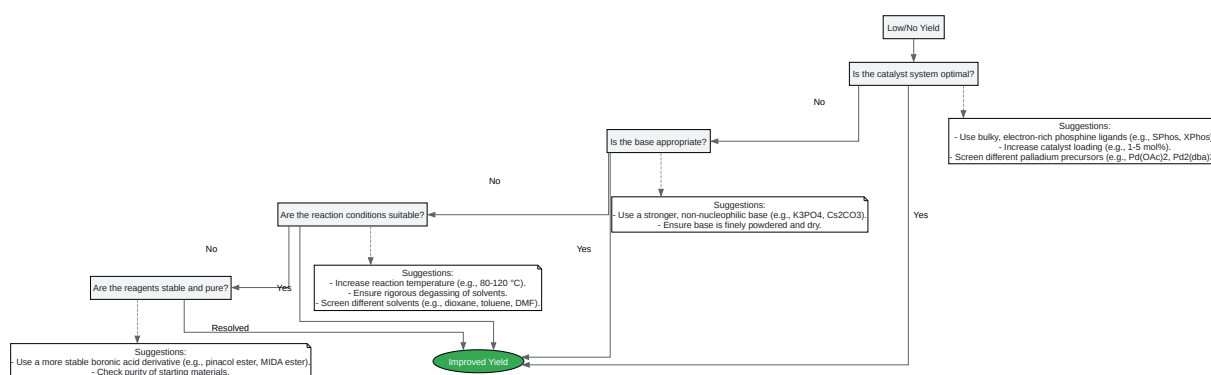 Low/No Yield
Is the catalyst system optimal?
No
Suggestions:
- Use bulky, electron-rich phosphine ligands (e.g., SPhos, XPhos)
- Increase catalyst loading (e.g., 1-5 mol%).
- Screen different palladium precursors (e.g., Pd(OAc)2, Pd2(dba)3
Is the base appropriate?
No
Suggestions:
- Use a stronger, non-nucleophilic base (e.g., K3PO4, Cs2CO3).
- Ensure base is finely powdered and dry.
Yes
Are the reaction conditions suitable?
No
Yes
Suggestions:
- Increase reaction temperature (e.g., 80-120 °C).
- Ensure rigorous degassing of solvents.
- Screen different solvents (e.g., dioxane, toluene, DMF).
Are the reagents stable and pure?
Yes
Resolved
Suggestions:
- Use a more stable boronic acid derivative (e.g., pinacol ester, MIDA ester).
- Check purity of starting materials.
Improved Yield